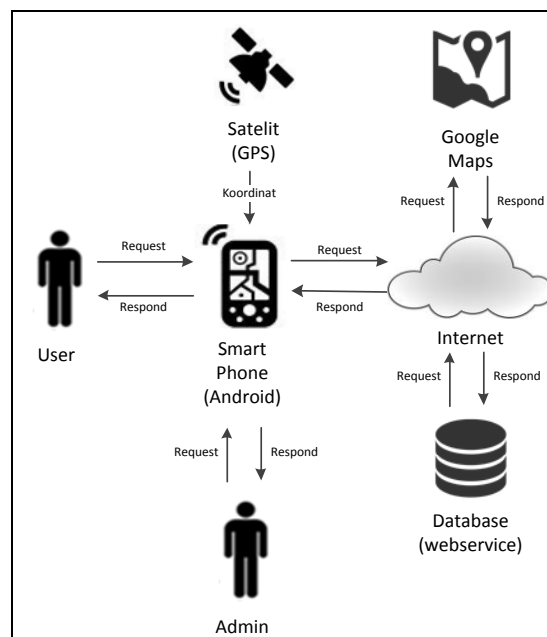 Satelit
(GPS)
Google
Maps
Koordinat
Request
Respond
Request
Respond
Request
Respond
User
Smart
Phone
(Android)
Internet
Request
Respond
Request
Respond
Database
(webservice)
Admin